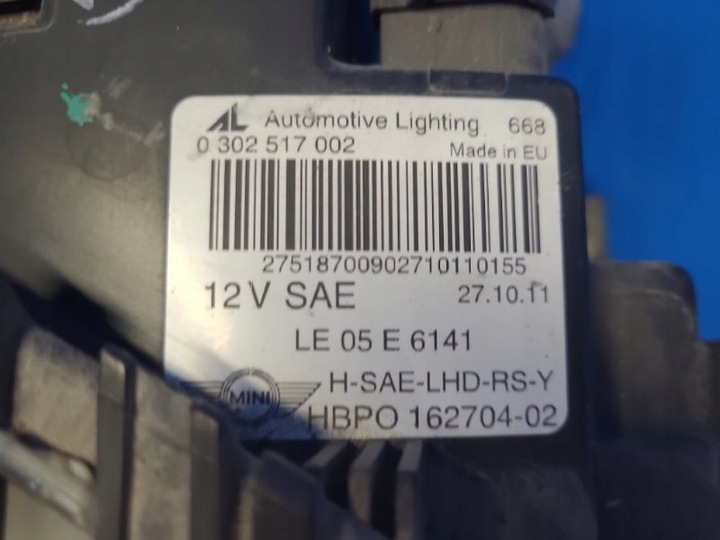 AL Automotive Lighting 668
0 302 517 002 Made in EU
27518700902710110155
12V SAE 27.10.11
LE 05 E 6141
MINI H-SAE-LHD-RS-Y
HBPO 162704-02